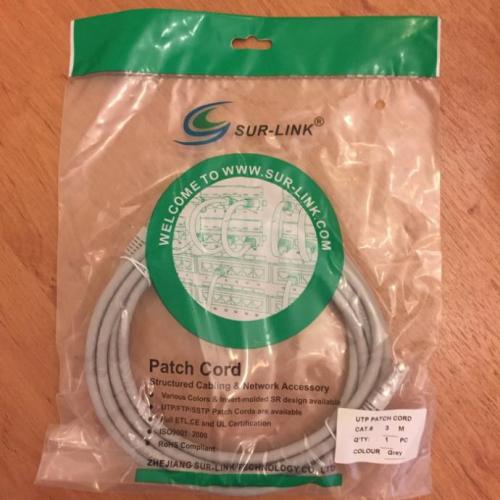 SUR-LINK®
WELCOME TO WWW.SUR-LINK.COM
Patch Cord
Structured Cabling & Network Accessory
Various Colors & Invert-molded SR design available
UTP/FTP/SSTP Patch Cords are available
Full ETL,CE and UL Certification
ISO9001: 2000
RoHS Compliant
ZHEJIANG SUR-LINK TECHNOLOGY CO., LTD
UTP PATCH CORD
CAT.6 3 M
Q'TY: 1 PC
COLOUR Grey